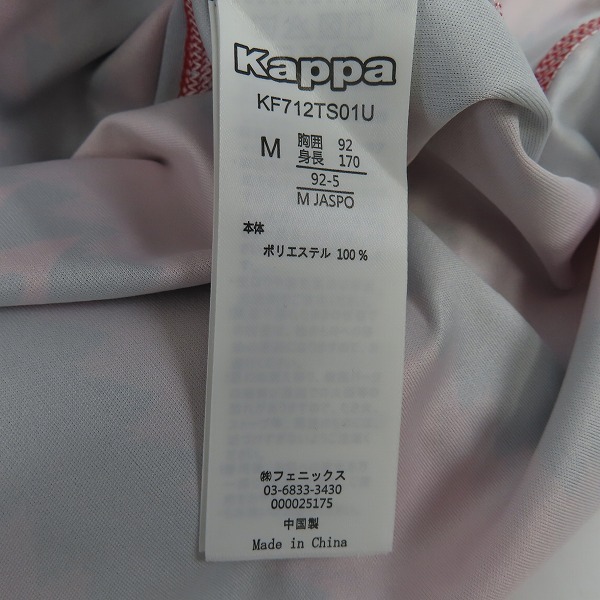 Kappa
KF712TS01U
M 胸囲 92
身長 170
92-5
M JASPO
本体
ポリエステル 100%
㈱フェニックス
03-6833-3430
000025175
中国製
Made in China